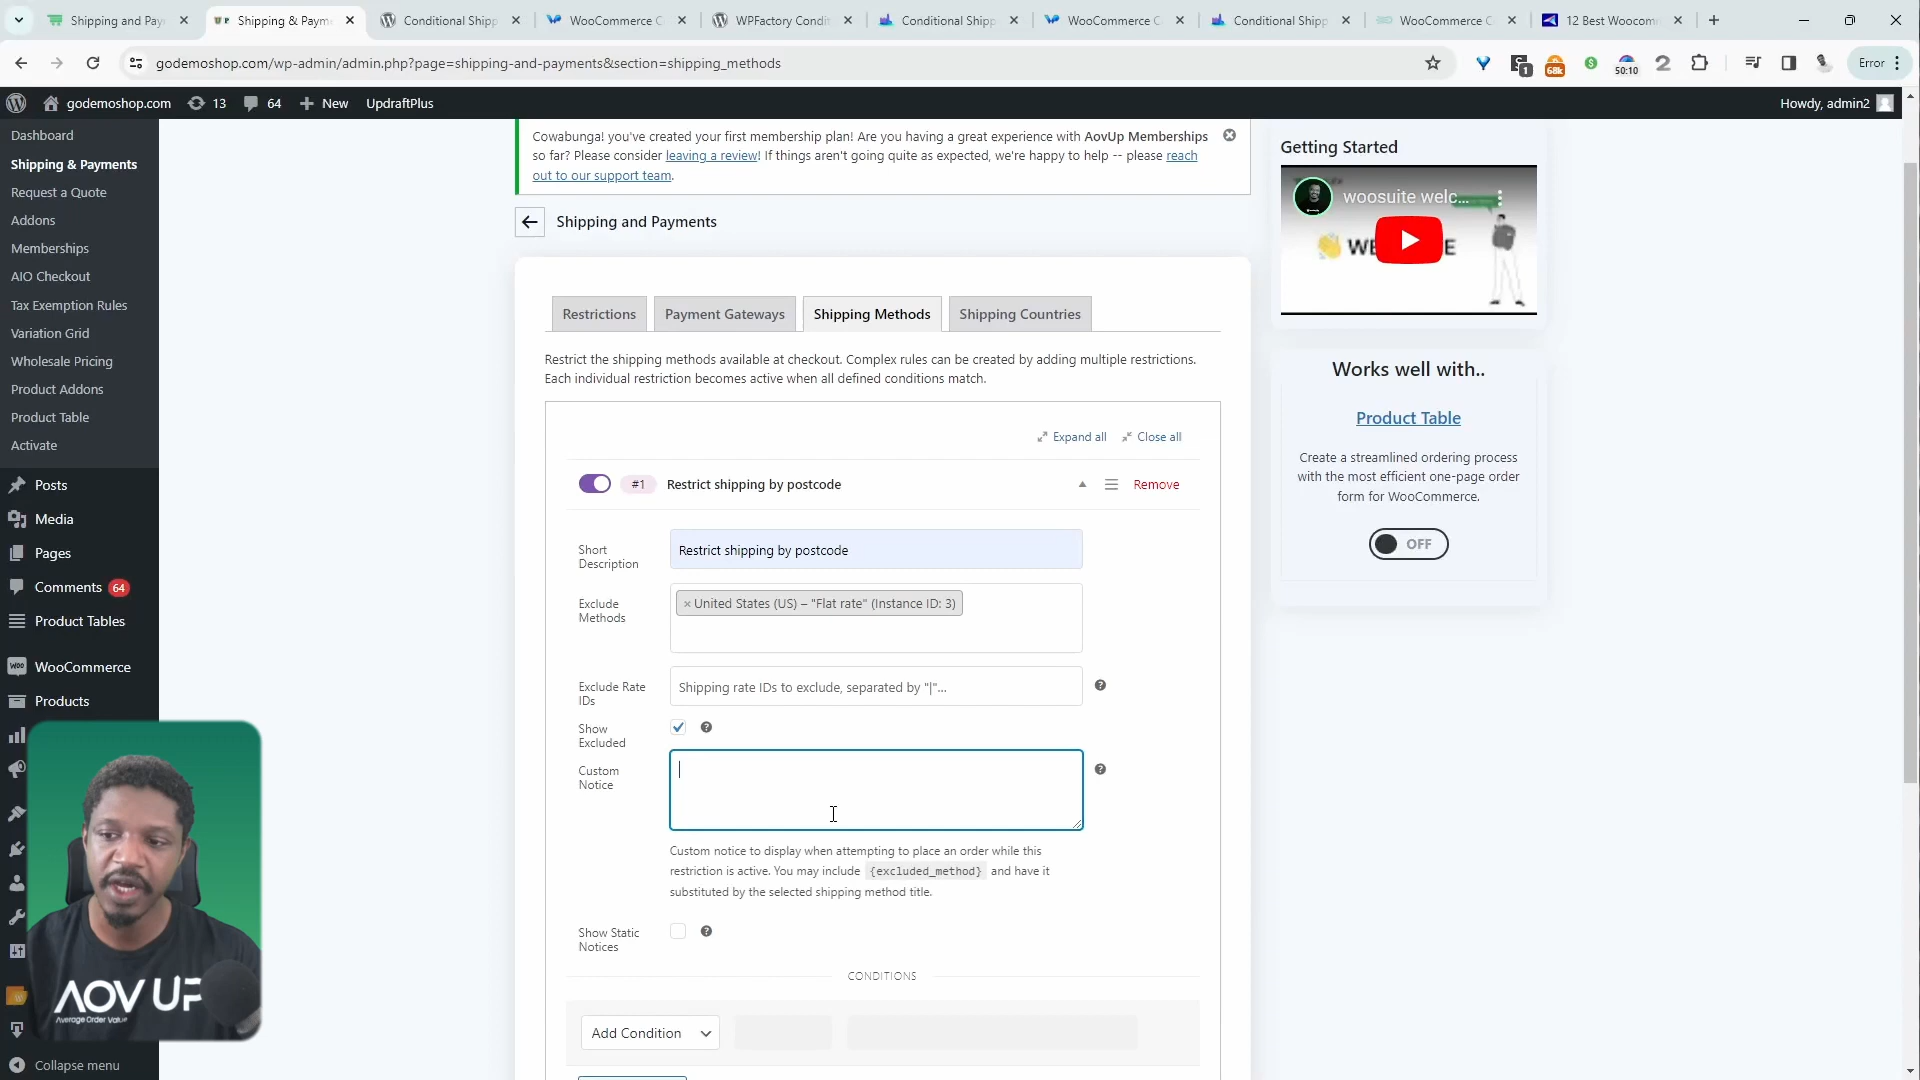 Shipping and Pay
Shipping & Paym
Conditional Shipp
WooCommerce C
WPFactory Condit
Conditional Shipp
WooCommerce C
Conditional Shipp
WooCommerce C
12 Best Woocom
godemoshop.com/wp-admin/admin.php?page=shipping-and-payments&section=shipping_methods
1
68k
50:10
Error
godemoshop.com
13
64
New
UpdraftPlus
Howdy, admin2
Dashboard
Shipping & Payments
Request a Quote
Addons
Memberships
AIO Checkout
Tax Exemption Rules
Variation Grid
Wholesale Pricing
Product Addons
Product Table
Activate
Posts
Media
Pages
Comments 64
Product Tables
WooCommerce
Products
Collapse menu
Cowabunga! you've created your first membership plan! Are you having a great experience with AovUp Memberships
so far? Please consider leaving a review! If things aren't going quite as expected, we're happy to help -- please reach
out to our support team.
Shipping and Payments
Restrictions
Payment Gateways
Shipping Methods
Shipping Countries
Restrict the shipping methods available at checkout. Complex rules can be created by adding multiple restrictions.
Each individual restriction becomes active when all defined conditions match.
Expand all
Close all
#1
Restrict shipping by postcode
Remove
Short
Description
Restrict shipping by postcode
Exclude
Methods
× United States (US) – "Flat rate" (Instance ID: 3)
Exclude Rate
IDs
Shipping rate IDs to exclude, separated by "|"...
Show
Excluded
Custom
Notice
Custom notice to display when attempting to place an order while this
restriction is active. You may include {excluded_method} and have it
substituted by the selected shipping method title.
Show Static
Notices
CONDITIONS
Add Condition
Getting Started
woosuite welc...
Works well with..
Product Table
Create a streamlined ordering process
with the most efficient one-page order
form for WooCommerce.
OFF
Average Order Value